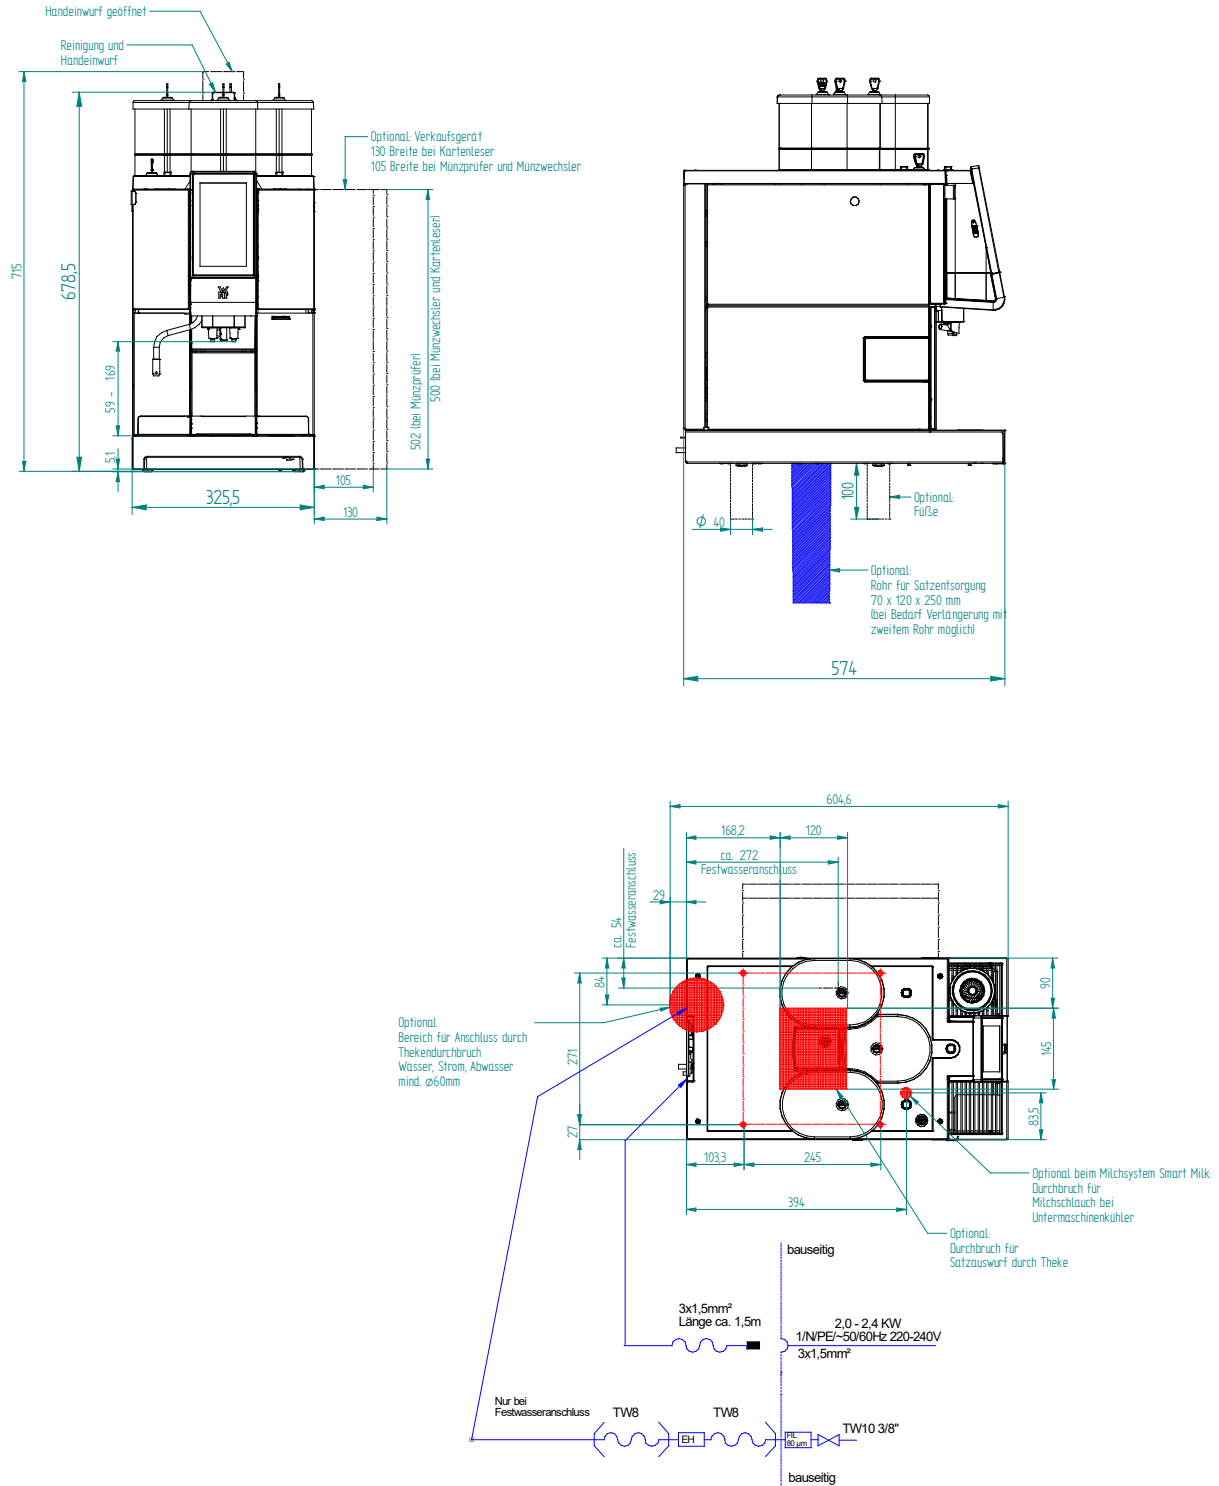 Handeinwurf geöffnet
Reinigung und
Handeinwurf
715
678,5
59 - 169
5,1
325,5
Optional: Verkaufsgerät
130 Breite bei Kartenleser
105 Breite bei Münzprüfer und Münzwechsler
502 (bei Münzprüfer)
500 (bei Münzwechsler und Kartenleser)
105
130
WMF
100
Ø 40
Optional:
Füße
Optional:
Rohr für Satzentsorgung
70 x 120 x 250 mm
(bei Bedarf Verlängerung mit
zweitem Rohr möglich)
574
604,6
168,2
120
ca. 272
Festwasseranschluss
29
ca. 54
Festwasseranschluss
84
271
27
90
145
83,5
103,3
245
394
Optional
Bereich für Anschluss durch
Thekendurchbruch
Wasser, Strom, Abwasser
mind. ø60mm
Optional beim Milchsystem Smart Milk:
Durchbruch für
Milchschlauch bei
Untermaschinenkühler
Optional:
Durchbruch für
Satzauswurf durch Theke
bauseitig
3x1,5mm²
Länge ca. 1,5m
2,0 - 2,4 KW
1/N/PE/~50/60Hz 220-240V
3x1,5mm²
Nur bei
Festwasseranschluss
TW8
EH
TW8
FIL
80 µm
TW10 3/8"
bauseitig